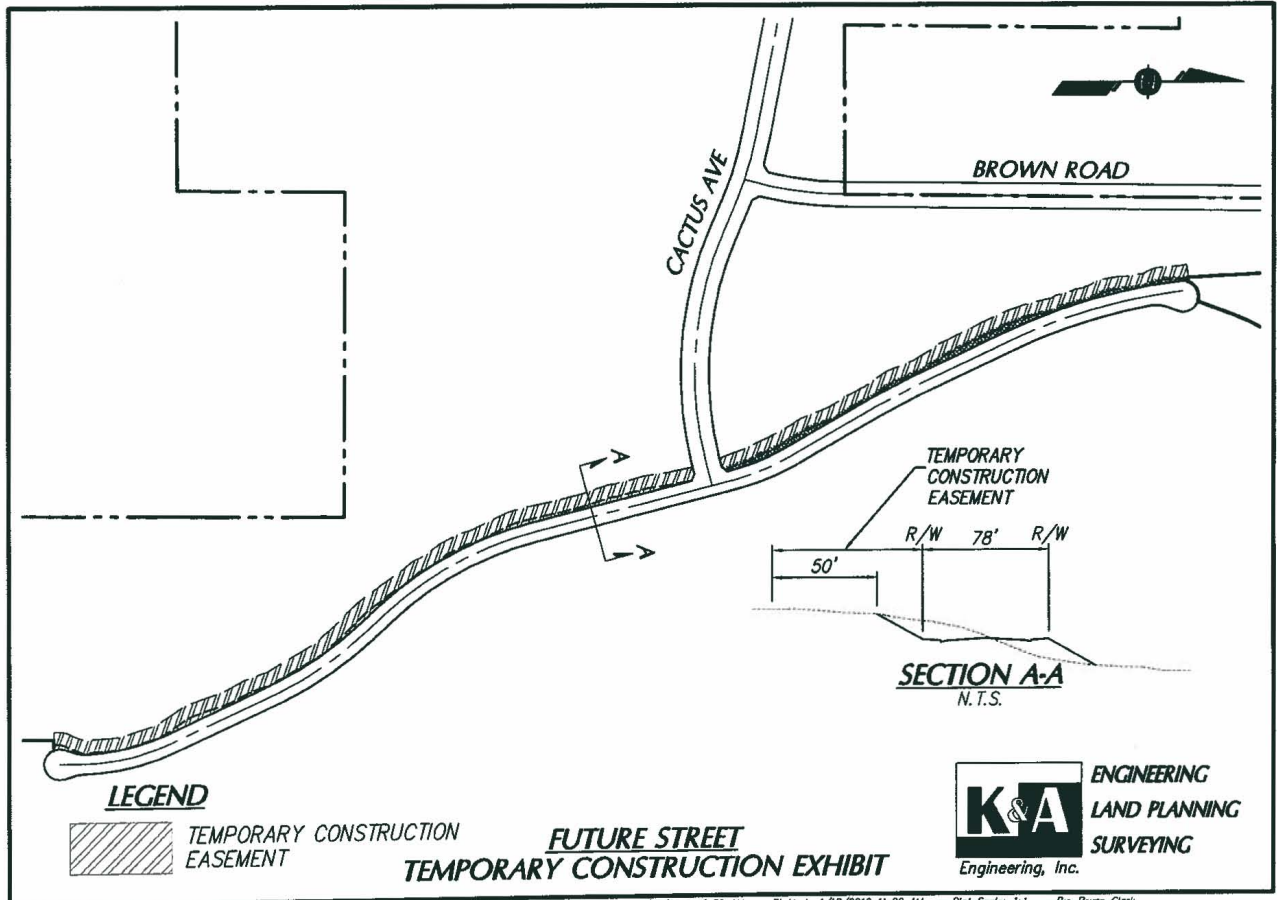 BROWN ROAD
CACTUS AVE
A
A
TEMPORARY
CONSTRUCTION
EASEMENT
R/W 78' R/W
50'
SECTION A-A
N.T.S.
LEGEND
TEMPORARY CONSTRUCTION
EASEMENT
FUTURE STREET
TEMPORARY CONSTRUCTION EXHIBIT
K&A
Engineering, Inc.
ENGINEERING
LAND PLANNING
SURVEYING